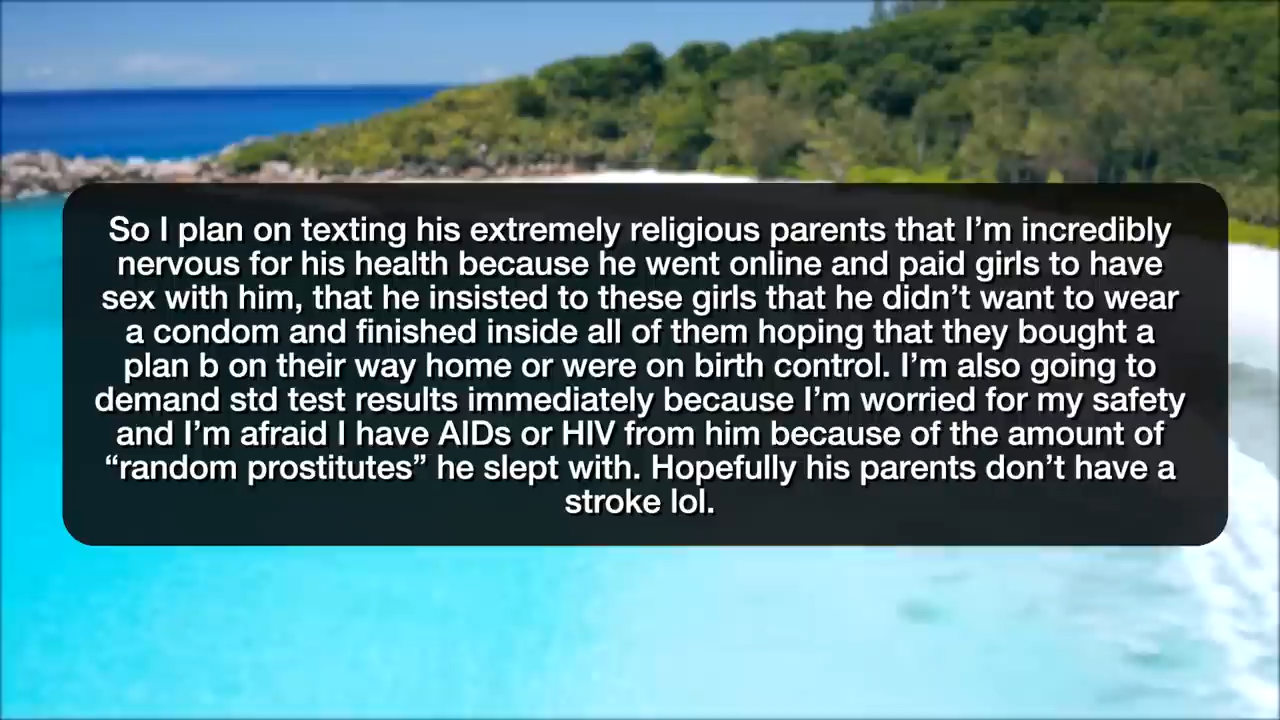 So I plan on texting his extremely religious parents that I’m incredibly
nervous for his health because he went online and paid girls to have
sex with him, that he insisted to these girls that he didn’t want to wear
a condom and finished inside all of them hoping that they bought a
plan b on their way home or were on birth control. I’m also going to
demand std test results immediately because I’m worried for my safety
and I’m afraid I have AIDs or HIV from him because of the amount of
“random prostitutes” he slept with. Hopefully his parents don’t have a
stroke lol.